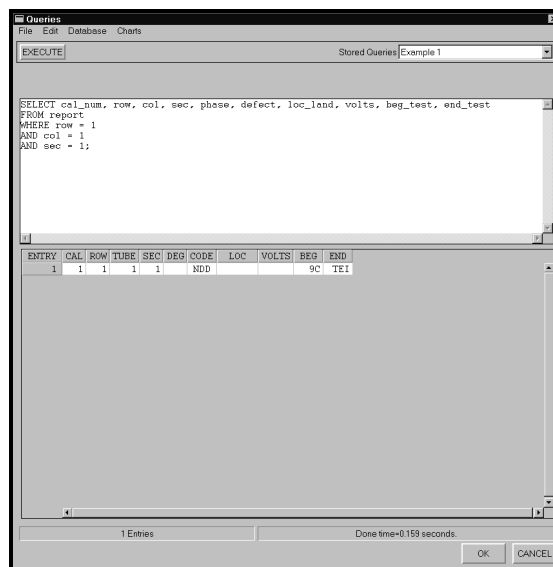 Queries
File Edit Database Charts
EXECUTE Stored Queries Example 1
SELECT cal_num, row, col, sec, phase, defect, loc_land, volts, beg_test, end_test
FROM report
WHERE row = 1
AND col = 1
AND sec = 1;
ENTRY CAL ROW TUBE SEC DEG CODE LOC VOLTS BEG END
1 1 1 1 1 NDD 9C TEI
1 Entries Done time=0.159 seconds.
OK CANCEL